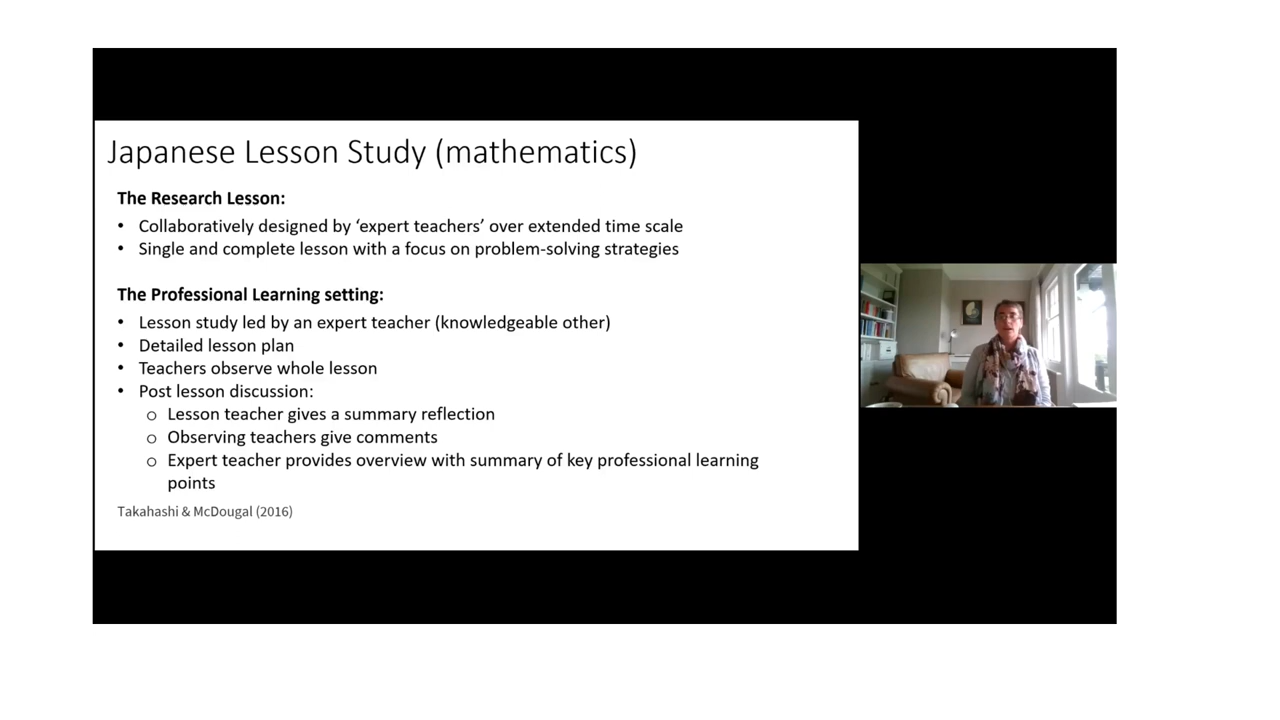 Japanese Lesson Study (mathematics)
The Research Lesson:
• Collaboratively designed by ‘expert teachers’ over extended time scale
• Single and complete lesson with a focus on problem-solving strategies
The Professional Learning setting:
• Lesson study led by an expert teacher (knowledgeable other)
• Detailed lesson plan
• Teachers observe whole lesson
• Post lesson discussion:
o Lesson teacher gives a summary reflection
o Observing teachers give comments
o Expert teacher provides overview with summary of key professional learning
points
Takahashi & McDougal (2016)